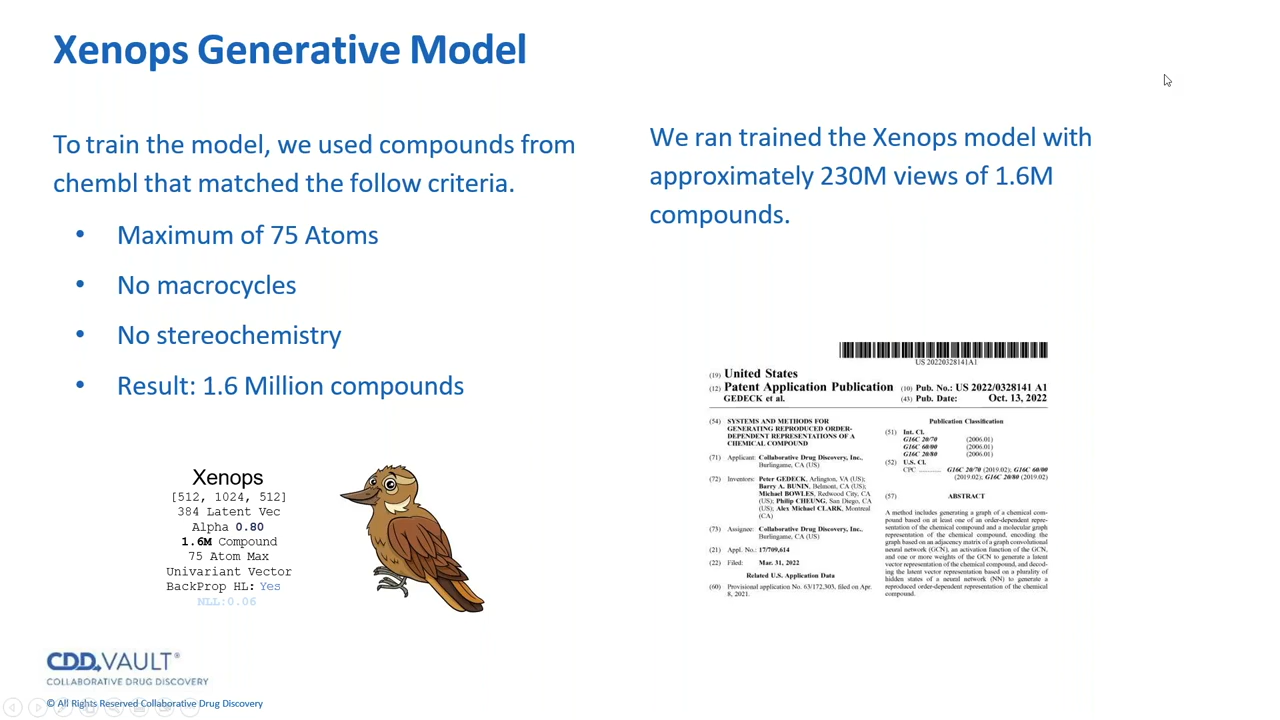 Xenops Generative Model
To train the model, we used compounds from
chembl that matched the follow criteria.
• Maximum of 75 Atoms
• No macrocycles
• No stereochemistry
• Result: 1.6 Million compounds
Xenops
[512, 1024, 512]
384 Latent Vec
Alpha 0.80
1.6M Compound
75 Atom Max
Univariant Vector
BackProp HL: Yes
NLL:0.06
We ran trained the Xenops model with
approximately 230M views of 1.6M
compounds.
US 20220328141A1
(19) United States
(12) Patent Application Publication
GEDECK et al.
(10) Pub. No.: US 2022/0328141 A1
(43) Pub. Date: Oct. 13, 2022
(54) SYSTEMS AND METHODS FOR
GENERATING REPRODUCED ORDER-
DEPENDENT REPRESENTATIONS OF A
CHEMICAL COMPOUND
(71) Applicant: Collaborative Drug Discovery, Inc.,
Burlingame, CA (US)
(72) Inventors: Peter GEDECK, Arlington, VA (US);
Barry A. BUNIN, Belmont, CA (US);
Michael BOWLES, Redwood City, CA
(US); Philip CHEUNG, San Diego, CA
(US); Alex Michael CLARK, Montreal
(CA)
(73) Assignee: Collaborative Drug Discovery, Inc.,
Burlingame, CA (US)
(21) Appl. No.: 17/709,614
(22) Filed: Mar. 31, 2022
Related U.S. Application Data
(60) Provisional application No. 63/172,303, filed on Apr.
8, 2021.
Publication Classification
(51) Int. Cl.
G16C 20/70 (2006.01)
G16C 60/00 (2006.01)
G16C 20/80 (2006.01)
(52) U.S. Cl.
CPC ............ G16C 20/70 (2019.02); G16C 60/00
(2019.02); G16C 20/80 (2019.02)
(57) ABSTRACT
A method includes generating a graph of a chemical com-
pound based on at least one of an order-dependent repre-
sentation of the chemical compound and a molecular graph
representation of the chemical compound, encoding the
graph based on an adjacency matrix of a graph convolutional
neural network (GCN), an activation function of the GCN,
and one or more weights of the GCN to generate a latent
vector representation of the chemical compound, and decod-
ing the latent vector representation based on a plurality of
hidden states of a neural network (NN) to generate a
reproduced order-dependent representation of the chemical
compound.
CDD VAULT®
COLLABORATIVE DRUG DISCOVERY
© All Rights Reserved Collaborative Drug Discovery